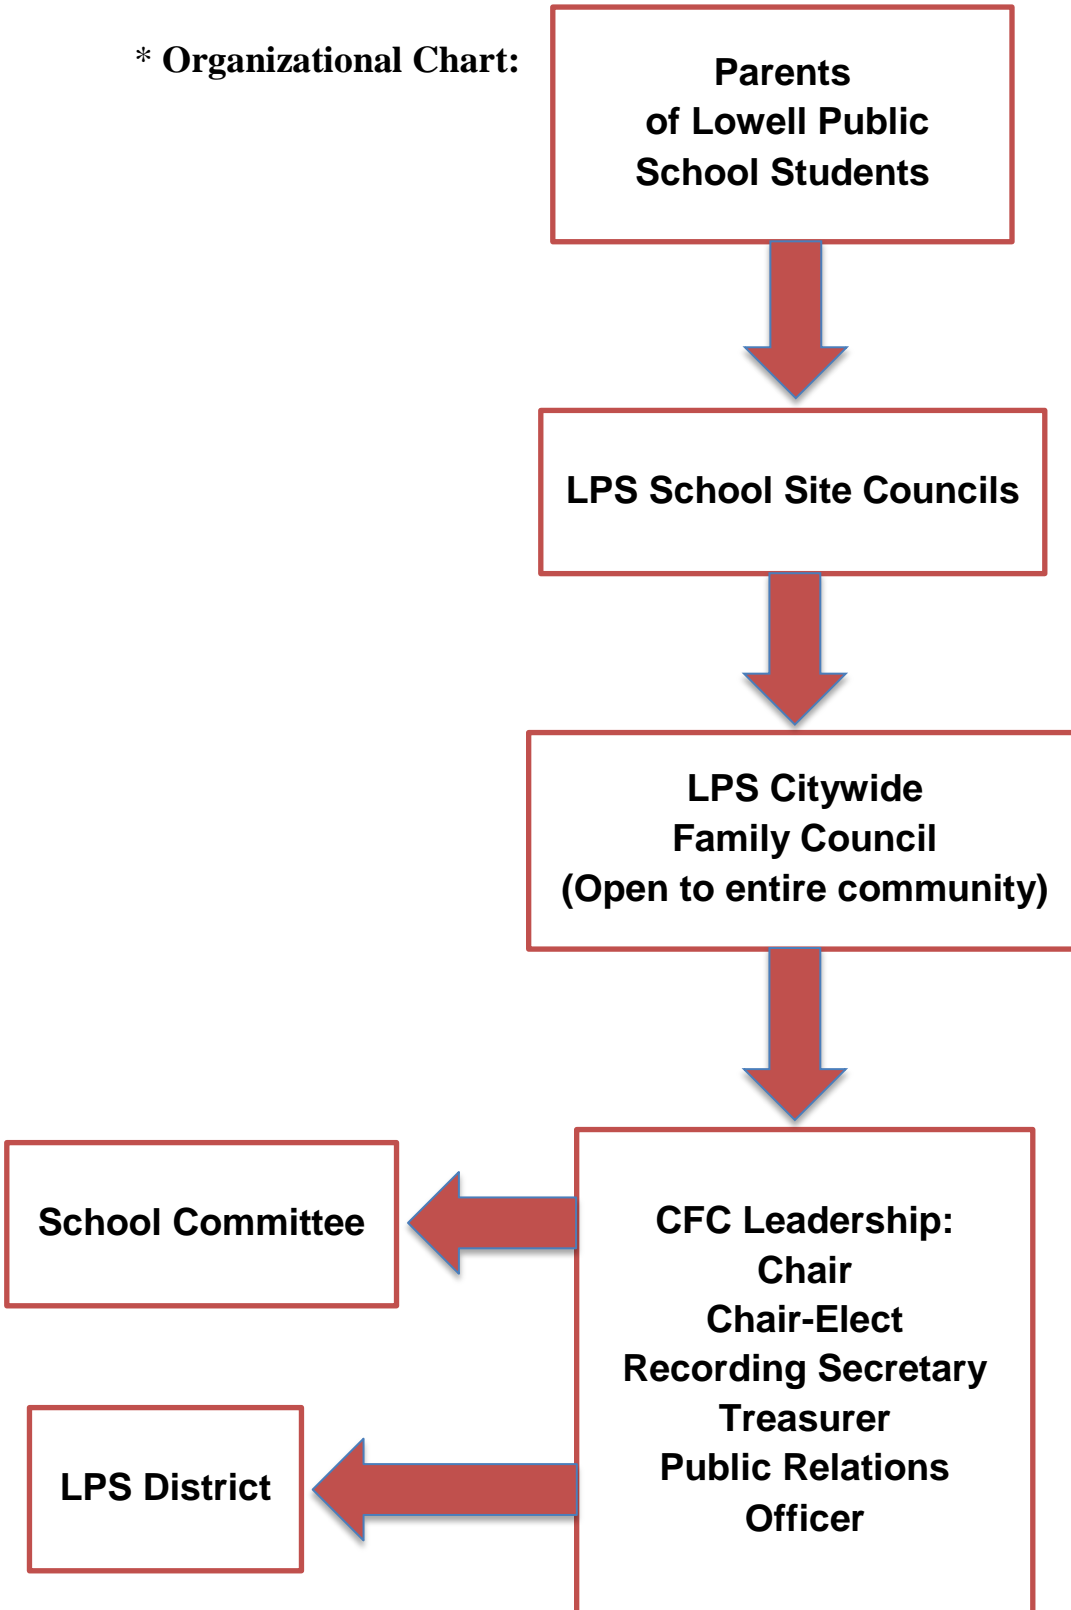 * Organizational Chart:
Parents
of Lowell Public
School Students
LPS School Site Councils
LPS Citywide
Family Council
(Open to entire community)
School Committee
CFC Leadership:
Chair
Chair-Elect
Recording Secretary
Treasurer
Public Relations
Officer
LPS District